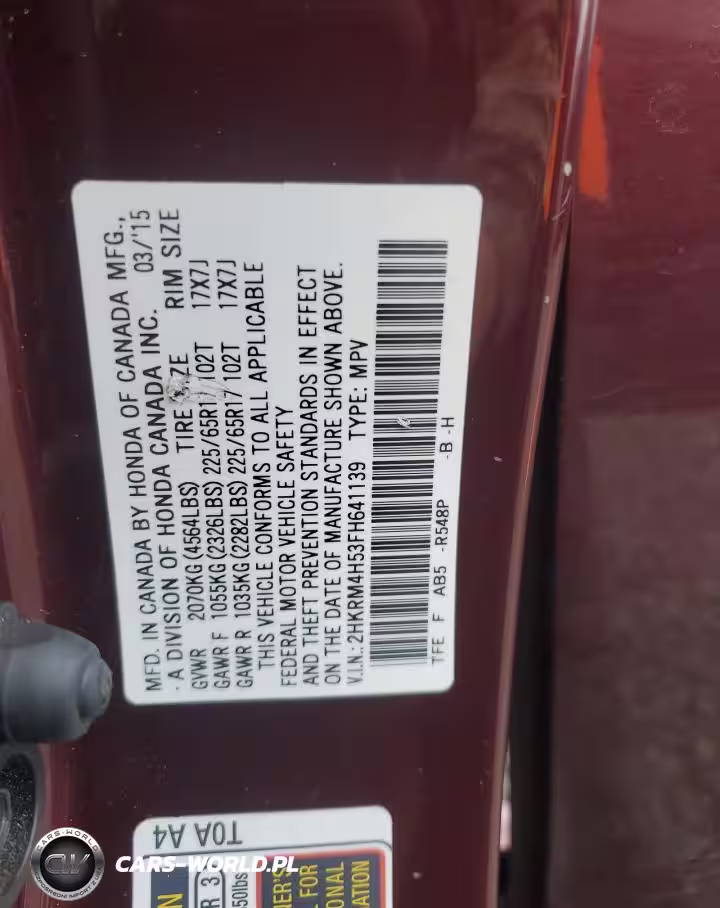 MFD. IN CANADA BY HONDA OF CANADA MFG.,
A DIVISION OF HONDA CANADA INC. 03/'15
GVWR 2070KG(4564LBS) TIRE RIM SIZE
GAWR F 1055KG(2326LBS) 225/65R1 102T 17X7J
GAWR R 1035KG(2282LBS) 225/65R17 102T 17X7J
THIS VEHICLE CONFORMS TO ALL APPLICABLE
FEDERAL MOTOR VEHICLE SAFETY
AND THEFT PREVENTION STANDARDS IN EFFECT
ON THE DATE OF MANUFACTURE SHOWN ABOVE.
V.I.N.: 2HKRM4H53FH641139 TYPE: MPV
TFE F AB5 -R548P -B -H
T0A A4
CARS-WORLD
CW
CARS-WORLD.PL